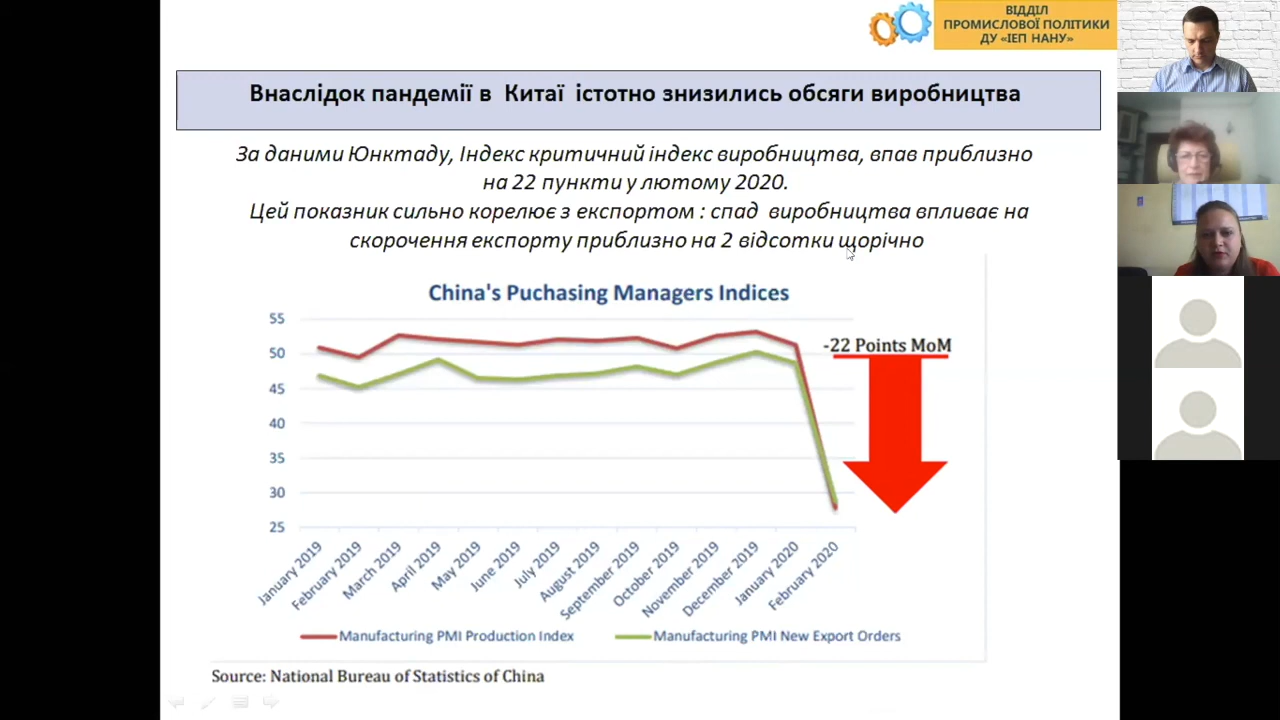 ВІДДІЛ
ПРОМИСЛОВОЇ ПОЛІТИКИ
ДУ «ІЕП НАНУ»
Внаслідок пандемії в Китаї істотно знизились обсяги виробництва
За даними Юнктаду, Індекс критичний індекс виробництва, впав приблизно
на 22 пункти у лютому 2020.
Цей показник сильно корелює з експортом : спад виробництва впливає на
скорочення експорту приблизно на 2 відсотки щорічно
China's Puchasing Managers Indices
-22 Points MoM
55
50
45
40
35
30
25
January 2019
February 2019
March 2019
April 2019
May 2019
June 2019
July 2019
August 2019
September 2019
October 2019
November 2019
December 2019
January 2020
February 2020
Manufacturing PMI Production Index
Manufacturing PMI New Export Orders
Source: National Bureau of Statistics of China